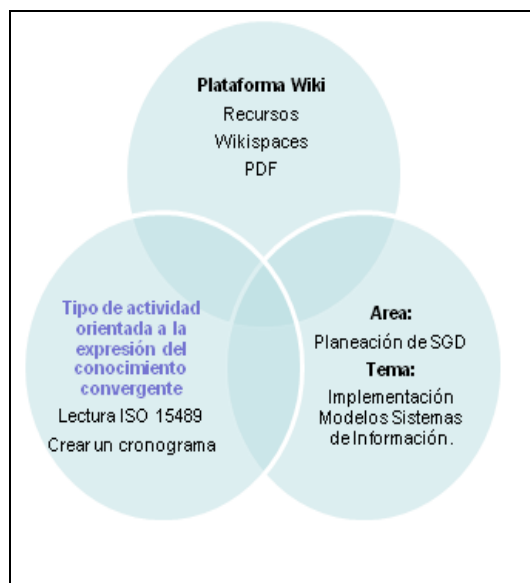 Plataforma Wiki
Recursos
Wikispaces
PDF
Tipo de actividad
orientada a la
expresión del
conocimiento
convergente
Lectura ISO 15489
Crear un cronograma
Area:
Planeación de SGD
Tema:
Implementación
Modelos Sistemas
de Información.